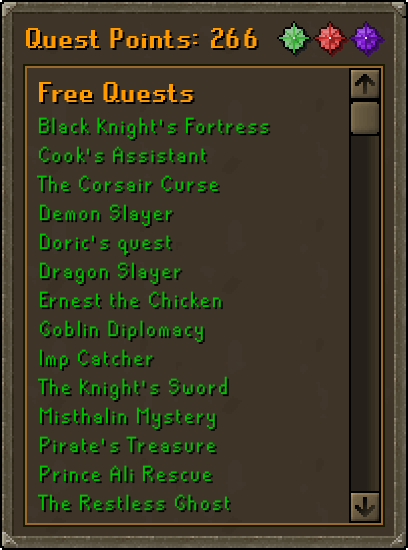 Quest Points: 266
Free Quests
Black Knight's Fortress
Cook's Assistant
The Corsair Curse
Demon Slayer
Doric's quest
Dragon Slayer
Ernest the Chicken
Goblin Diplomacy
Imp Catcher
The Knight's Sword
Misthalin Mystery
Pirate's Treasure
Prince Ali Rescue
The Restless Ghost